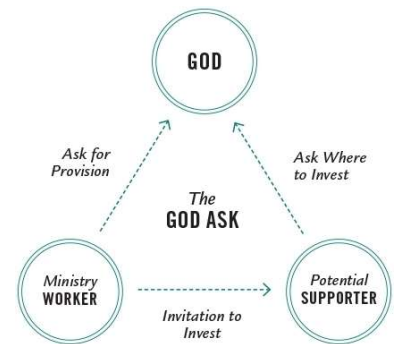 GOD
Ask for
Provision
Ask Where
to Invest
The
GOD ASK
Ministry
WORKER
Potential
SUPPORTER
Invitation to
Invest